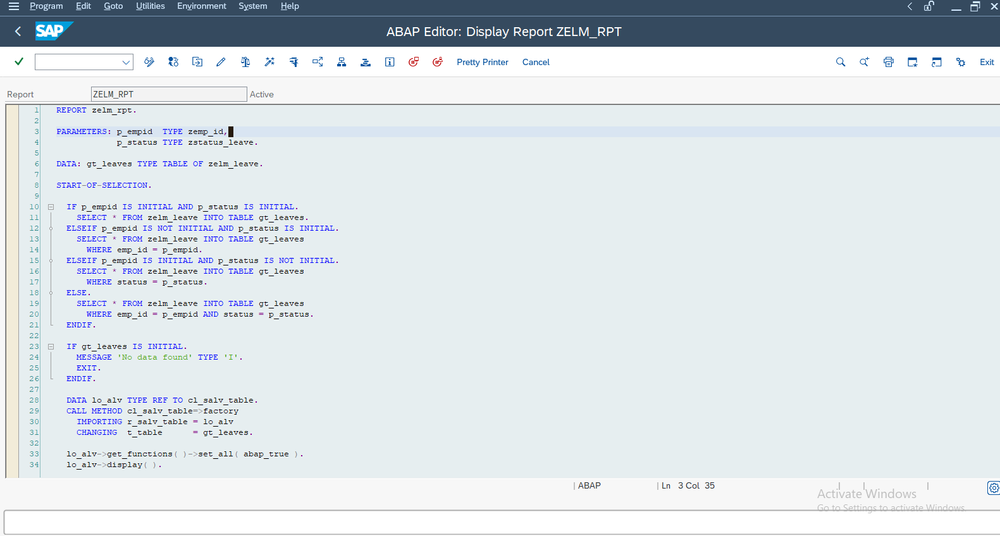 Program Edit Goto Utilities Environment System Help
SAP ABAP Editor: Display Report ZELM_RPT
Pretty Printer Cancel Exit
Report ZELM_RPT Active
1 REPORT zelm_rpt.
2
3 PARAMETERS: p_empid  TYPE zemp_id,
4             p_status TYPE zstatus_leave.
5
6 DATA: gt_leaves TYPE TABLE OF zelm_leave.
7
8 START-OF-SELECTION.
9
10   IF p_empid IS INITIAL AND p_status IS INITIAL.
11     SELECT * FROM zelm_leave INTO TABLE gt_leaves.
12   ELSEIF p_empid IS NOT INITIAL AND p_status IS INITIAL.
13     SELECT * FROM zelm_leave INTO TABLE gt_leaves
14       WHERE emp_id = p_empid.
15   ELSEIF p_empid IS INITIAL AND p_status IS NOT INITIAL.
16     SELECT * FROM zelm_leave INTO TABLE gt_leaves
17       WHERE status = p_status.
18   ELSE.
19     SELECT * FROM zelm_leave INTO TABLE gt_leaves
20       WHERE emp_id = p_empid AND status = p_status.
21   ENDIF.
22
23   IF gt_leaves IS INITIAL.
24     MESSAGE 'No data found' TYPE 'I'.
25     EXIT.
26   ENDIF.
27
28   DATA lo_alv TYPE REF TO cl_salv_table.
29   CALL METHOD cl_salv_table=>factory
30     IMPORTING r_salv_table = lo_alv
31     CHANGING  t_table      = gt_leaves.
32
33   lo_alv->get_functions( )->set_all( abap_true ).
34   lo_alv->display( ).
ABAP Ln 3 Col 35
Activate Windows
Go to Settings to activate Windows.